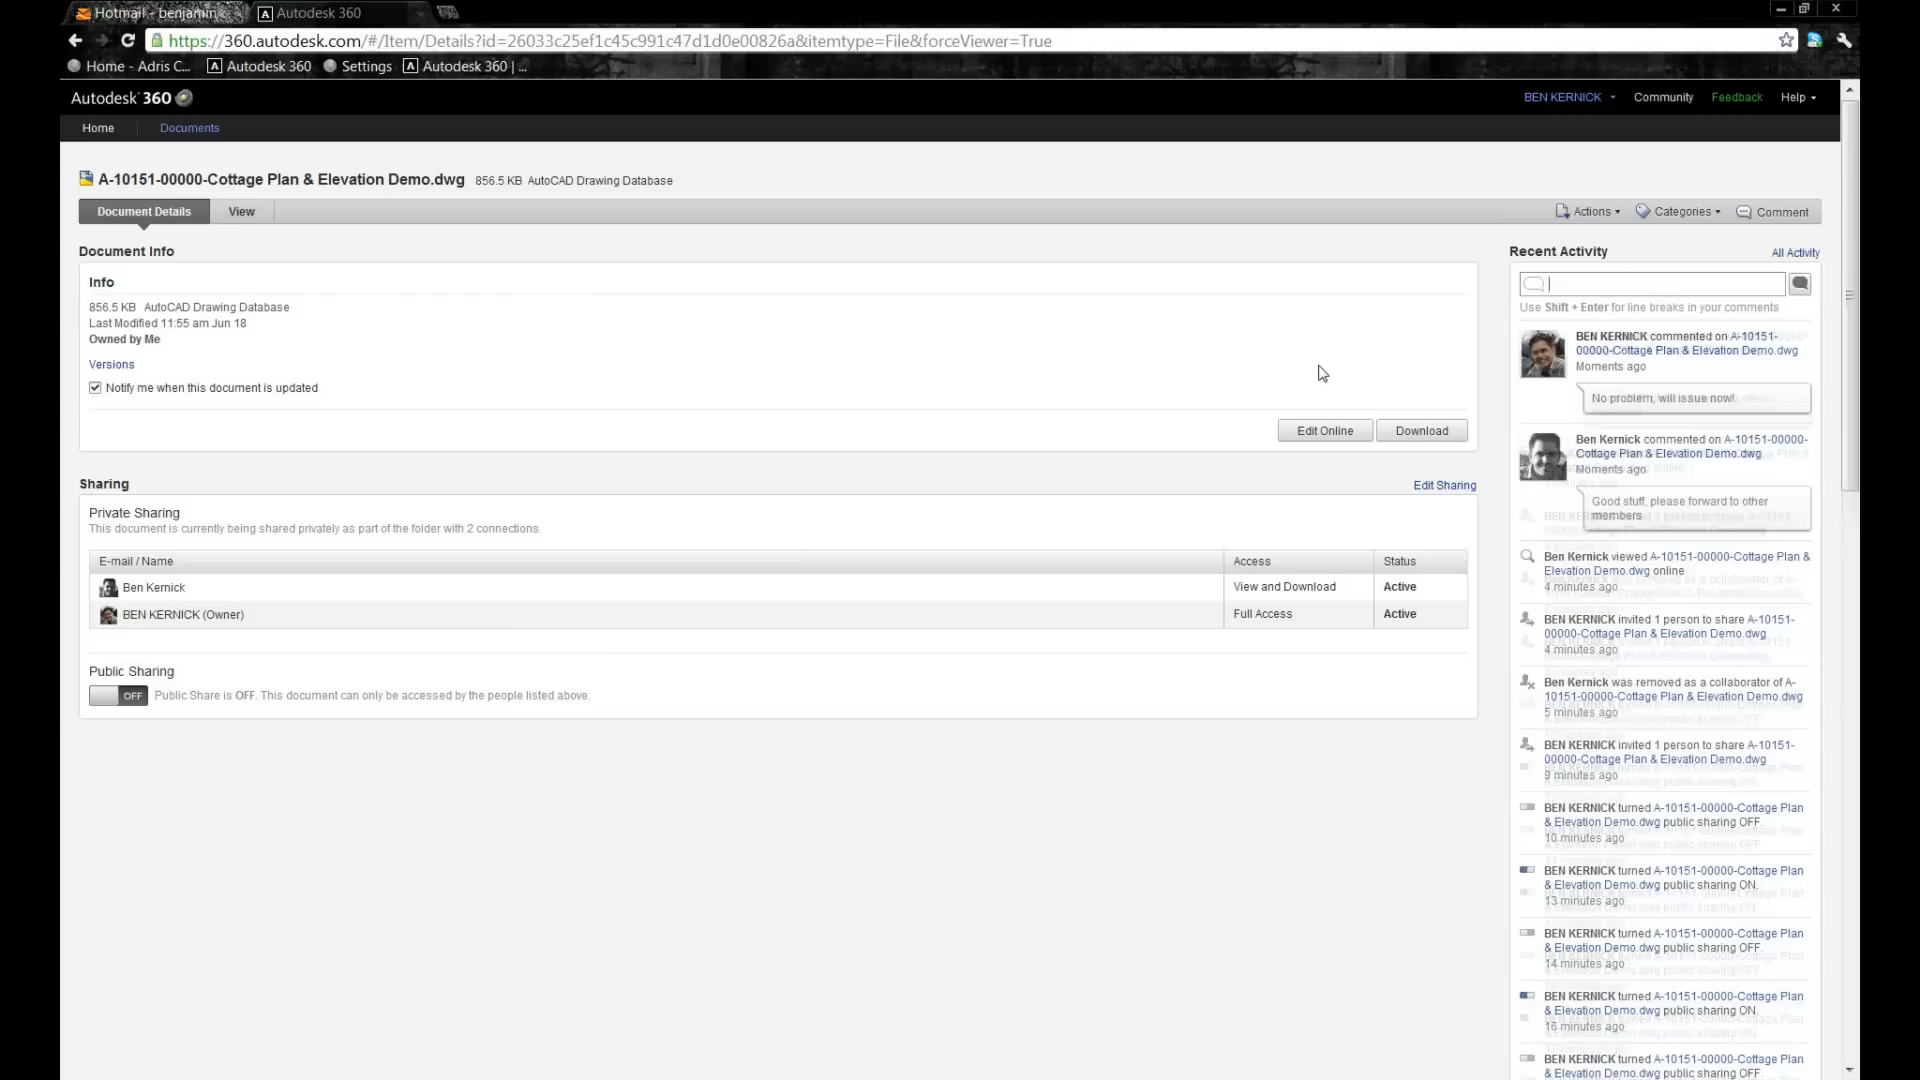 Hotmail - benjamin
Autodesk 360
https://360.autodesk.com/#/Item/Details?id=26033c25ef1c45c991c47d1d0e00826a&itemtype=File&forceViewer=True
Home - Adris C...
Autodesk 360
Settings
Autodesk 360 | ...
Autodesk 360
BEN KERNICK
Community
Feedback
Help
Home
Documents
A-10151-00000-Cottage Plan & Elevation Demo.dwg 856.5 KB AutoCAD Drawing Database
Document Details
View
Actions
Categories
Comment
Document Info
Info
856.5 KB AutoCAD Drawing Database
Last Modified 11:55 am Jun 18
Owned by Me
Versions
Notify me when this document is updated
Edit Online
Download
Sharing
Edit Sharing
Private Sharing
This document is currently being shared privately as part of the folder with 2 connections.
E-mail / Name Access Status
Ben Kernick View and Download Active
BEN KERNICK (Owner) Full Access Active
Public Sharing
OFF Public Share is OFF. This document can only be accessed by the people listed above.
Recent Activity
All Activity
Use Shift + Enter for line breaks in your comments
BEN KERNICK commented on A-10151-
00000-Cottage Plan & Elevation Demo.dwg
Moments ago
No problem, will issue now!
Ben Kernick commented on A-10151-00000-
Cottage Plan & Elevation Demo.dwg
Moments ago
Good stuff, please forward to other
members
Ben Kernick viewed A-10151-00000-Cottage Plan &
Elevation Demo.dwg online
4 minutes ago
BEN KERNICK invited 1 person to share A-10151-
00000-Cottage Plan & Elevation Demo.dwg
4 minutes ago
Ben Kernick was removed as a collaborator of A-
10151-00000-Cottage Plan & Elevation Demo.dwg
5 minutes ago
BEN KERNICK invited 1 person to share A-10151-
00000-Cottage Plan & Elevation Demo.dwg
9 minutes ago
BEN KERNICK turned A-10151-00000-Cottage Plan
& Elevation Demo.dwg public sharing OFF.
10 minutes ago
BEN KERNICK turned A-10151-00000-Cottage Plan
& Elevation Demo.dwg public sharing ON.
13 minutes ago
BEN KERNICK turned A-10151-00000-Cottage Plan
& Elevation Demo.dwg public sharing OFF.
14 minutes ago
BEN KERNICK turned A-10151-00000-Cottage Plan
& Elevation Demo.dwg public sharing ON.
16 minutes ago
BEN KERNICK turned A-10151-00000-Cottage Plan
& Elevation Demo.dwg public sharing OFF.